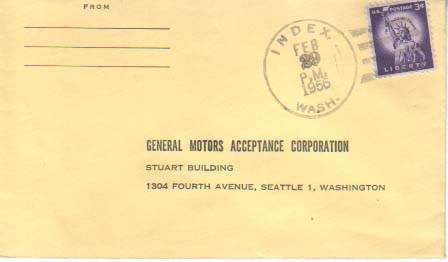 FROM
INDEX,
FEB
29
P.M.
1956
WASH.
U.S. POSTAGE 3¢
LIBERTY
GENERAL MOTORS ACCEPTANCE CORPORATION
STUART BUILDING
1304 FOURTH AVENUE, SEATTLE 1, WASHINGTON